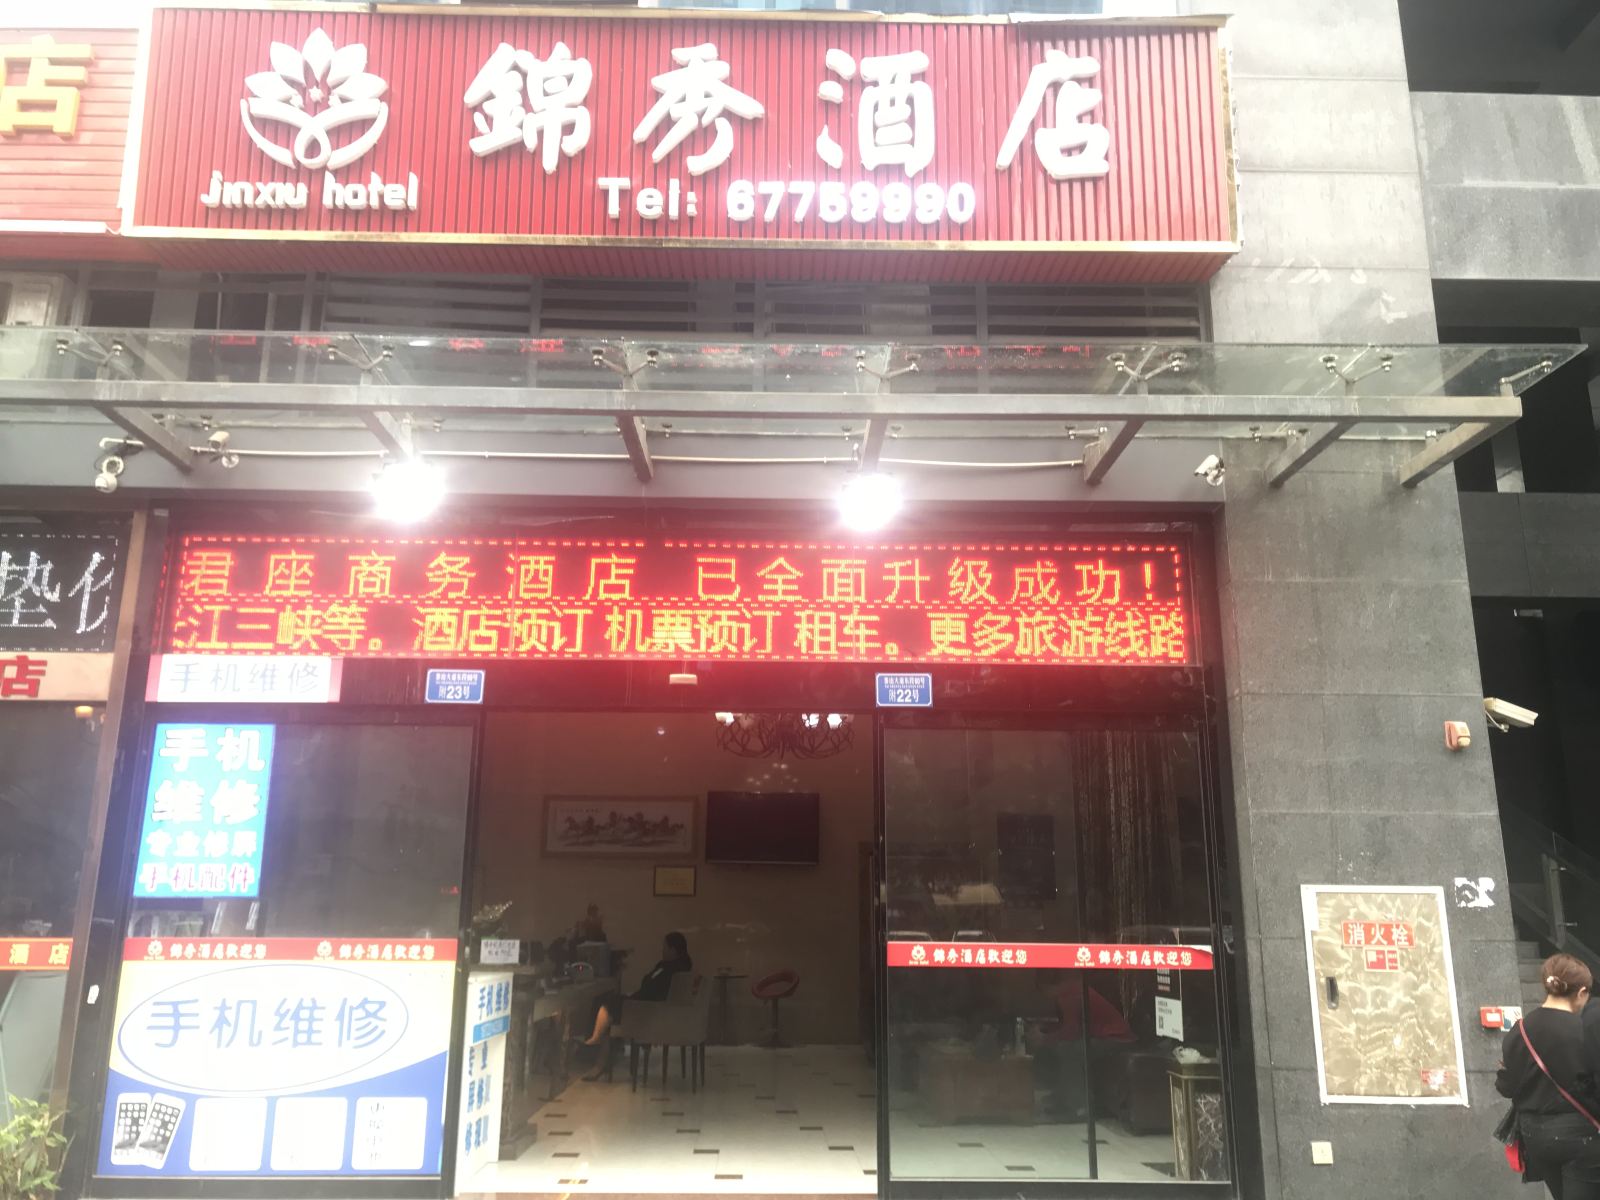 店
錦秀酒店
jinxiu hotel
Tel: 67759990
君座商务酒店 已全面升级成功!
江三峡等。酒店预订 机票预订 租车。更多旅游线路
垫
店
手机维修
附23号
附22号
手机
维修
专业修屏
手机配件
酒店
錦秀酒店歡迎您
錦秀酒店歡迎您
錦秀酒店歡迎您
錦秀酒店歡迎您
手机维修
手机维修
消火栓